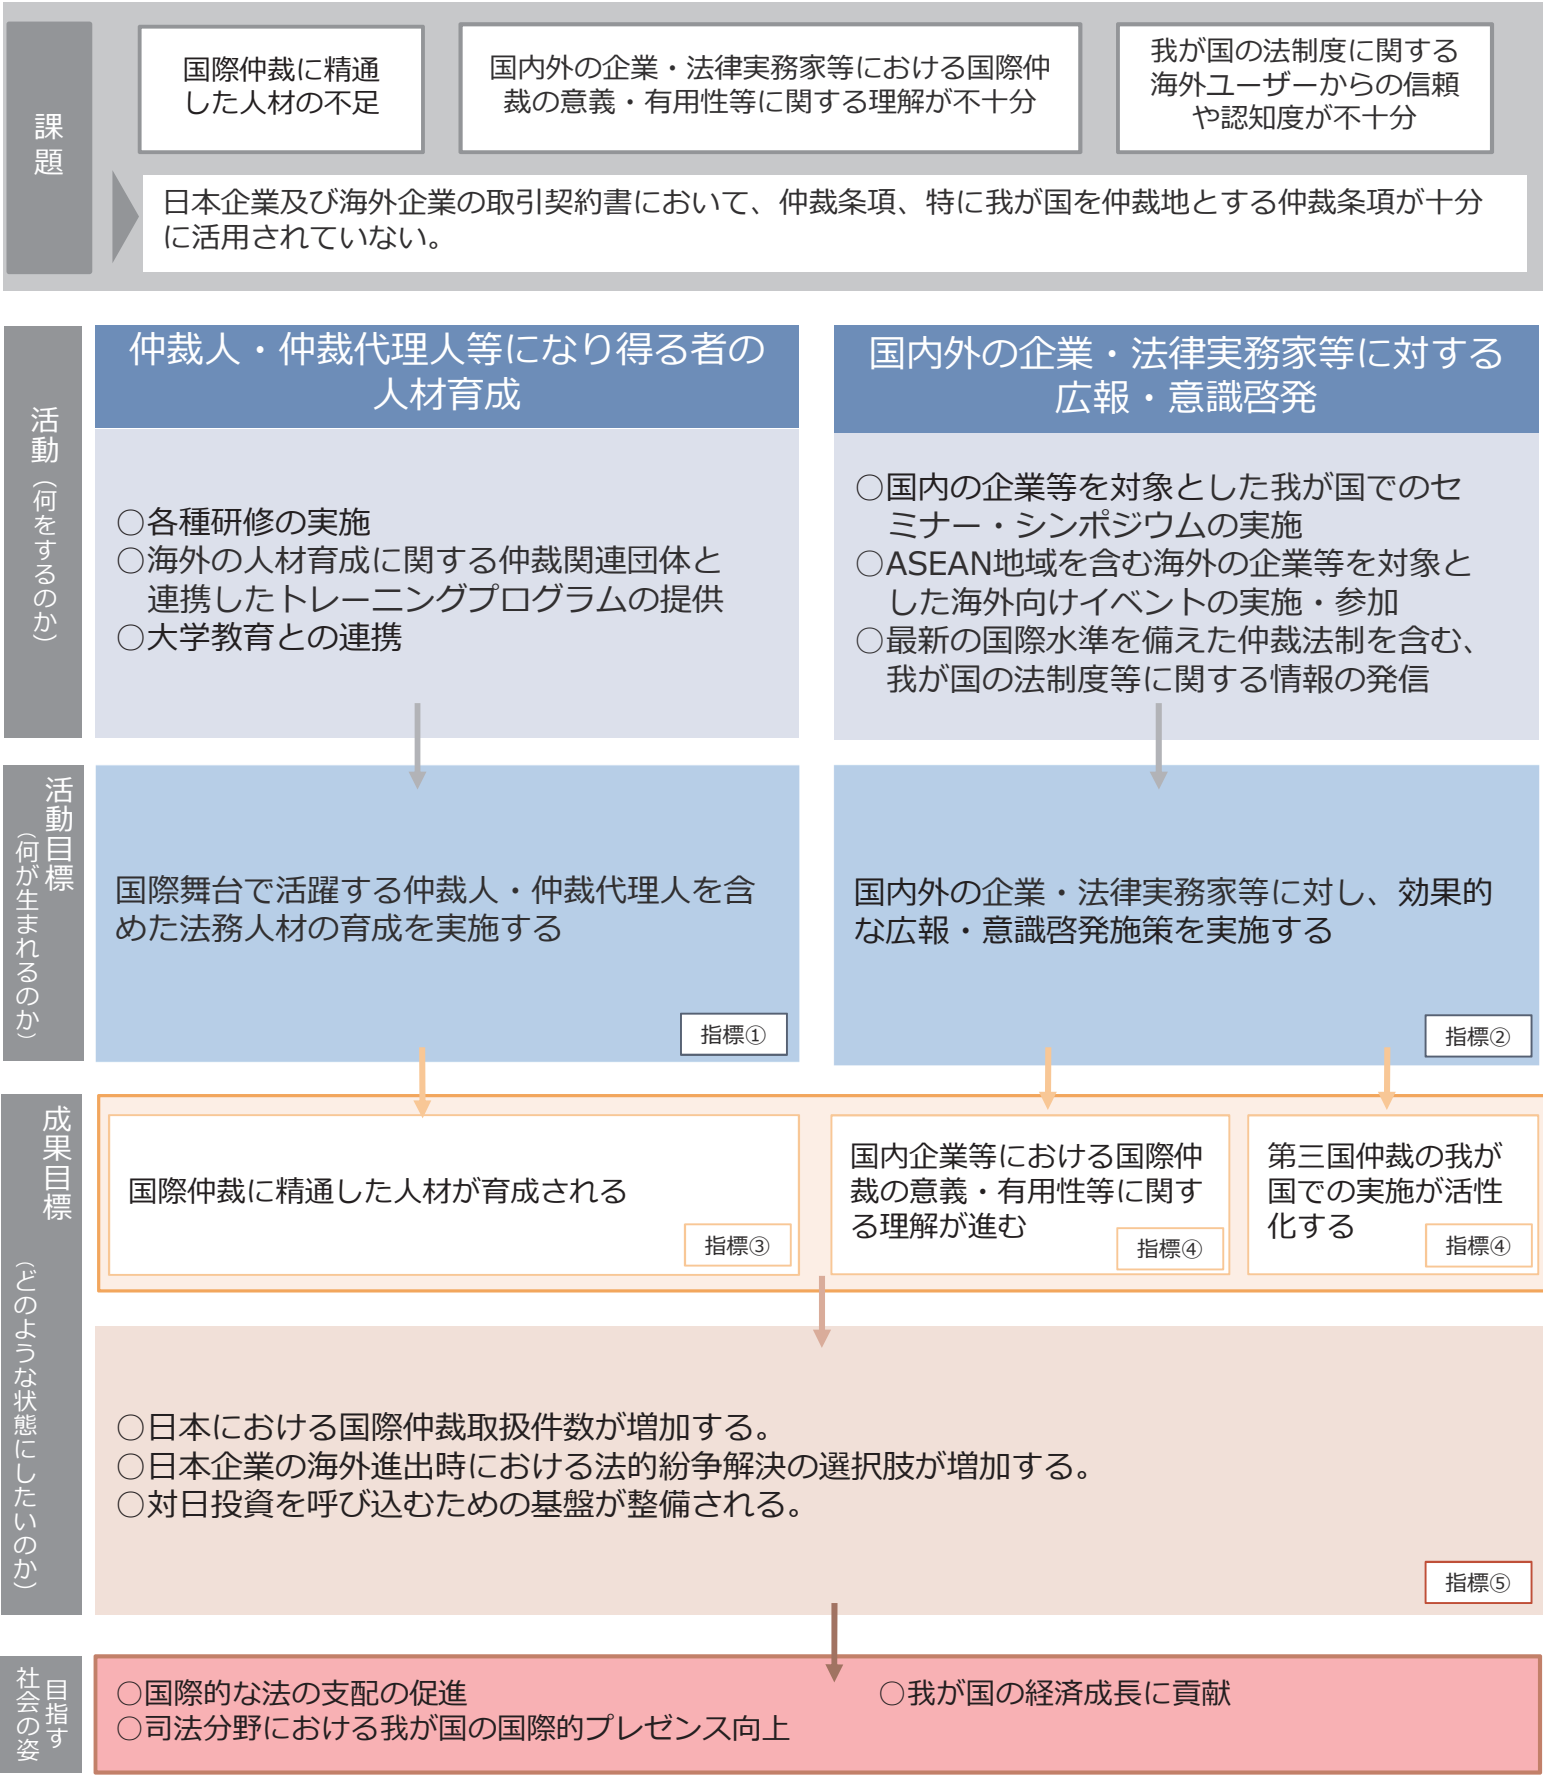 課題
国際仲裁に精通
した人材の不足
国内外の企業・法律実務家等における国際仲
裁の意義・有用性等に関する理解が不十分
我が国の法制度に関する
海外ユーザーからの信頼
や認知度が不十分
日本企業及び海外企業の取引契約書において、仲裁条項、特に我が国を仲裁地とする仲裁条項が十分
に活用されていない。
活動（何をするのか）
仲裁人・仲裁代理人等になり得る者の
人材育成
○各種研修の実施
○海外の人材育成に関する仲裁関連団体と
連携したトレーニングプログラムの提供
○大学教育との連携
国内外の企業・法律実務家等に対する
広報・意識啓発
○国内の企業等を対象とした我が国でのセ
ミナー・シンポジウムの実施
○ASEAN地域を含む海外の企業等を対象と
した海外向けイベントの実施・参加
○最新の国際水準を備えた仲裁法制を含む、
我が国の法制度等に関する情報の発信
活動目標
（何が生まれるのか）
国際舞台で活躍する仲裁人・仲裁代理人を含
めた法務人材の育成を実施する
指標①
国内外の企業・法律実務家等に対し、効果的
な広報・意識啓発施策を実施する
指標②
成果目標
（どのような状態にしたいのか）
国際仲裁に精通した人材が育成される
指標③
国内企業等における国際仲
裁の意義・有用性等に関す
る理解が進む
指標④
第三国仲裁の我が
国での実施が活性
化する
指標④
○日本における国際仲裁取扱件数が増加する。
○日本企業の海外進出時における法的紛争解決の選択肢が増加する。
○対日投資を呼び込むための基盤が整備される。
指標⑤
目指す
社会の姿
○国際的な法の支配の促進
○司法分野における我が国の国際的プレゼンス向上
○我が国の経済成長に貢献